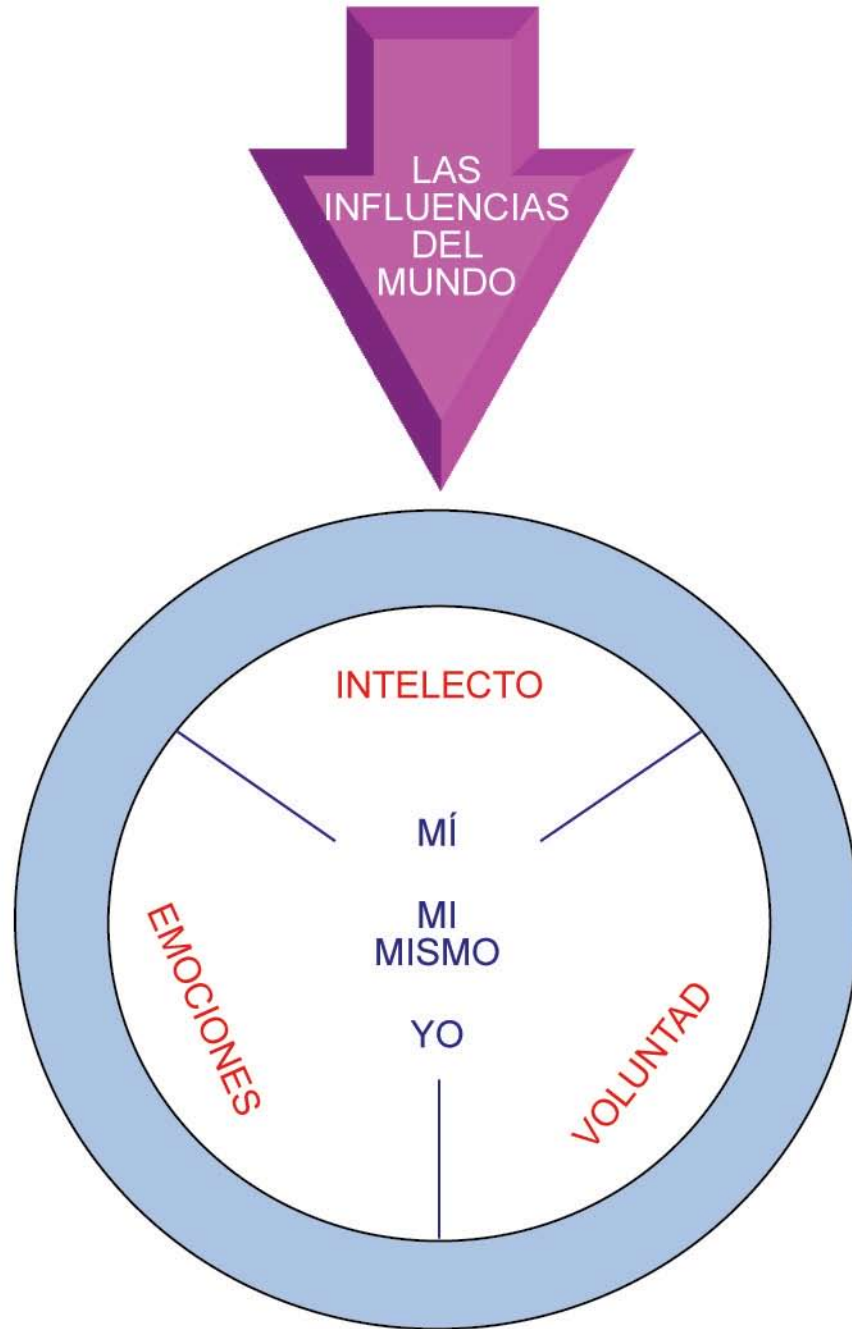 LAS
INFLUENCIAS
DEL
MUNDO
INTELECTO
MÍ
MI
MISMO
YO
EMOCIONES
VOLUNTAD